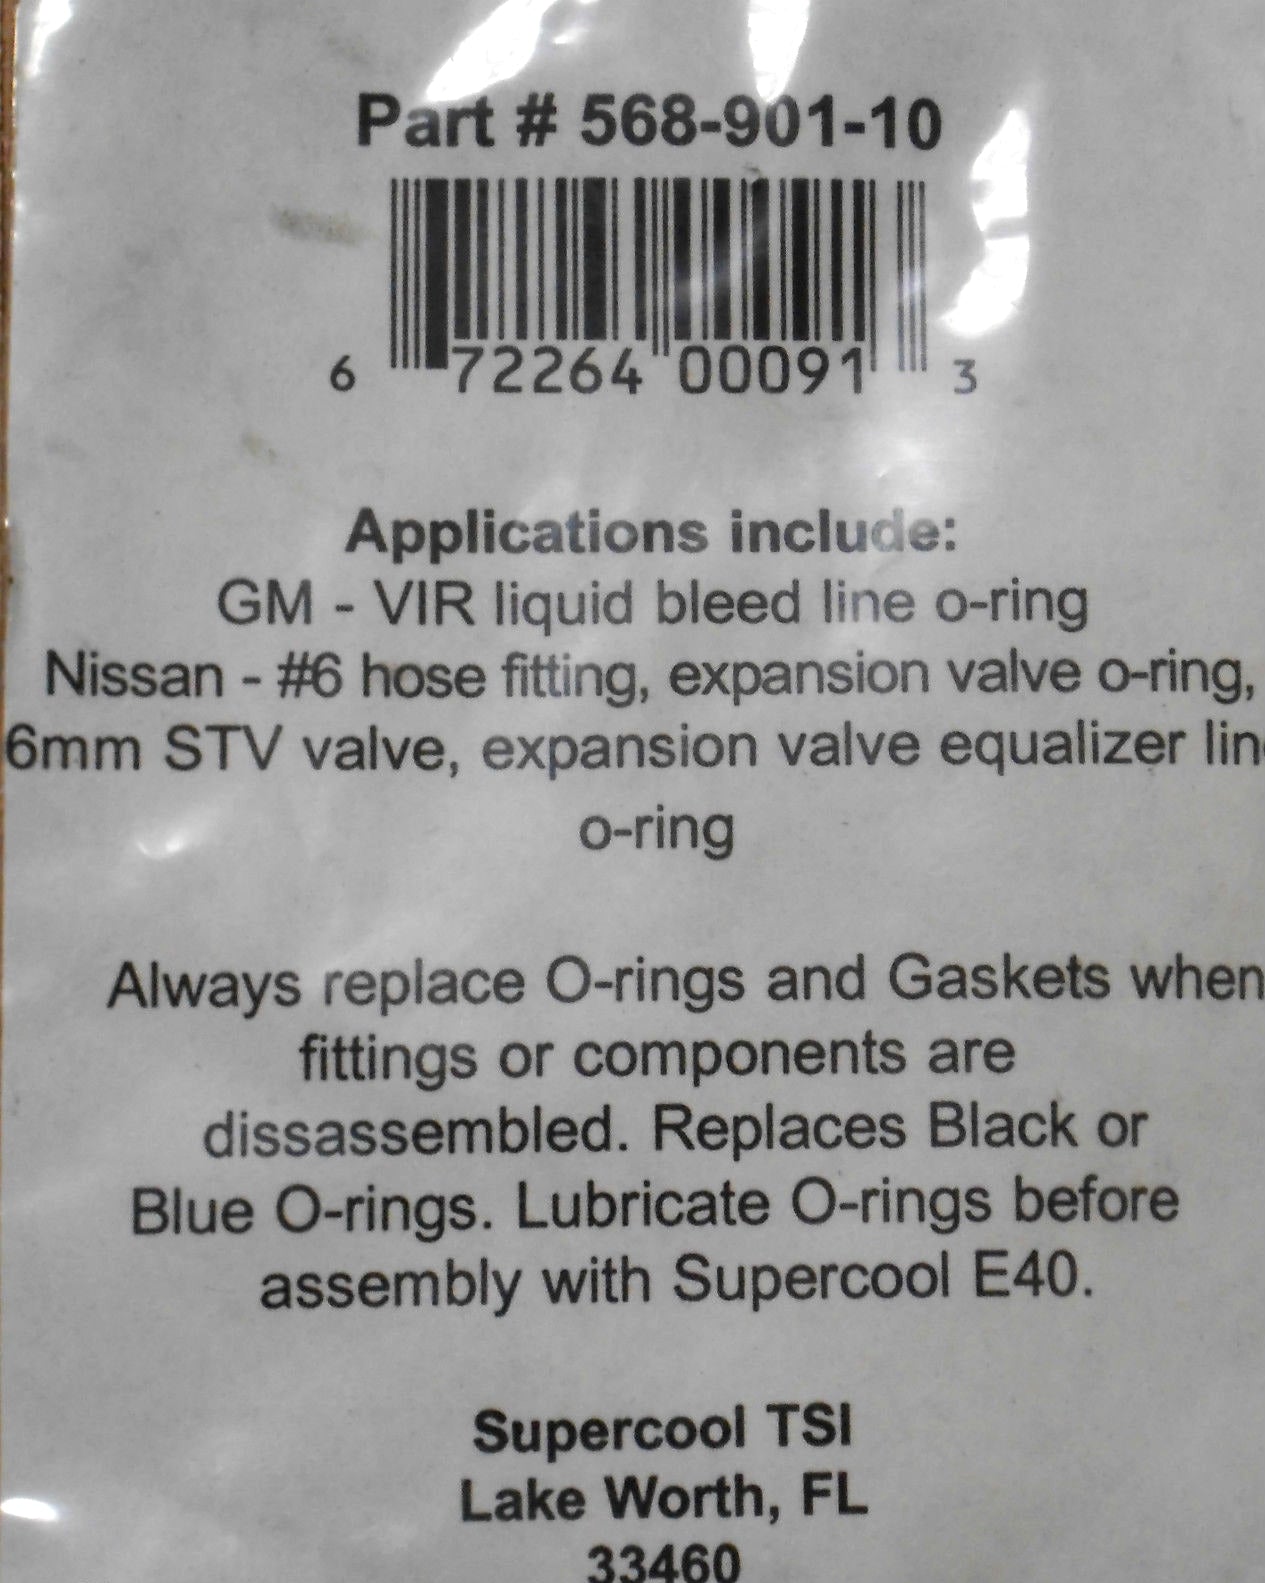 Part # 568-901-10
6 72264 00091 3
Applications include:
GM - VIR liquid bleed line o-ring
Nissan - #6 hose fitting, expansion valve o-ring,
6mm STV valve, expansion valve equalizer lin
o-ring
Always replace O-rings and Gaskets when
fittings or components are
dissassembled. Replaces Black or
Blue O-rings. Lubricate O-rings before
assembly with Supercool E40.
Supercool TSI
Lake Worth, FL
33460